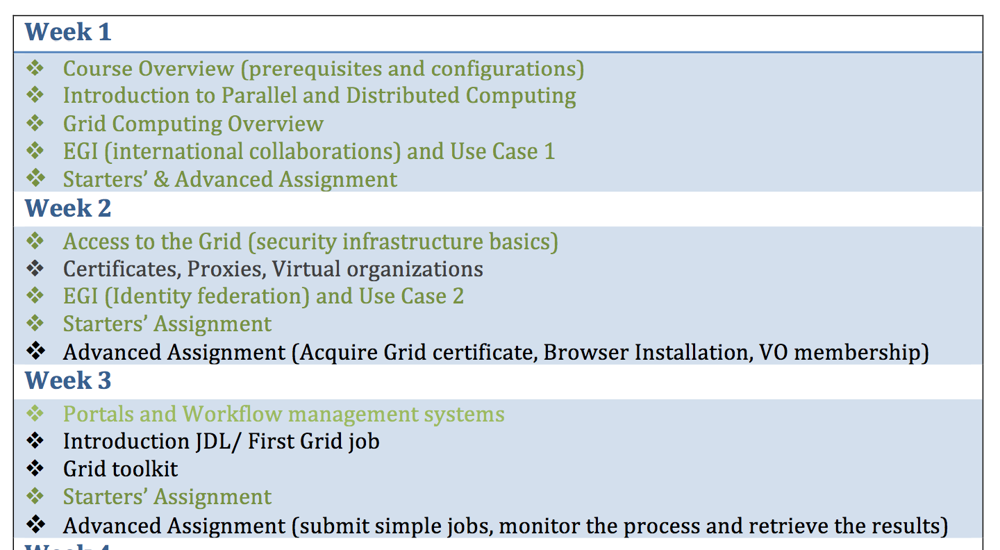 Week 1
❖ Course Overview (prerequisites and configurations)
❖ Introduction to Parallel and Distributed Computing
❖ Grid Computing Overview
❖ EGI (international collaborations) and Use Case 1
❖ Starters’ & Advanced Assignment
Week 2
❖ Access to the Grid (security infrastructure basics)
❖ Certificates, Proxies, Virtual organizations
❖ EGI (Identity federation) and Use Case 2
❖ Starters’ Assignment
❖ Advanced Assignment (Acquire Grid certificate, Browser Installation, VO membership)
Week 3
❖ Portals and Workflow management systems
❖ Introduction JDL/ First Grid job
❖ Grid toolkit
❖ Starters’ Assignment
❖ Advanced Assignment (submit simple jobs, monitor the process and retrieve the results)
Week 4